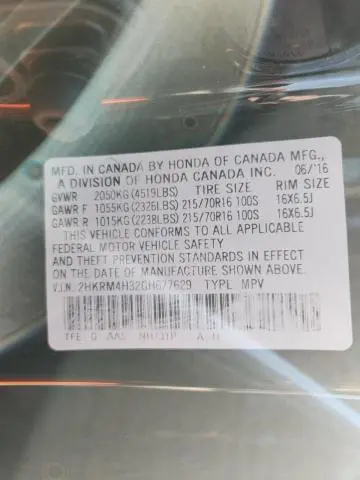 MFD. IN CANADA BY HONDA OF CANADA MFG.,
A DIVISION OF HONDA CANADA INC. 06/'16
GVWR 2050KG(4519LBS) TIRE SIZE RIM SIZE
GAWR F 1055KG(2326LBS) 215/70R16 100S 16X6.5J
GAWR R 1015KG(2238LBS) 215/70R16 100S 16X6.5J
THIS VEHICLE CONFORMS TO ALL APPLICABLE
FEDERAL MOTOR VEHICLE SAFETY
AND THEFT PREVENTION STANDARDS IN EFFECT
ON THE DATE OF MANUFACTURE SHOWN ABOVE.
V.I.N. 2HKRM4H32GH677629 TYPE MPV